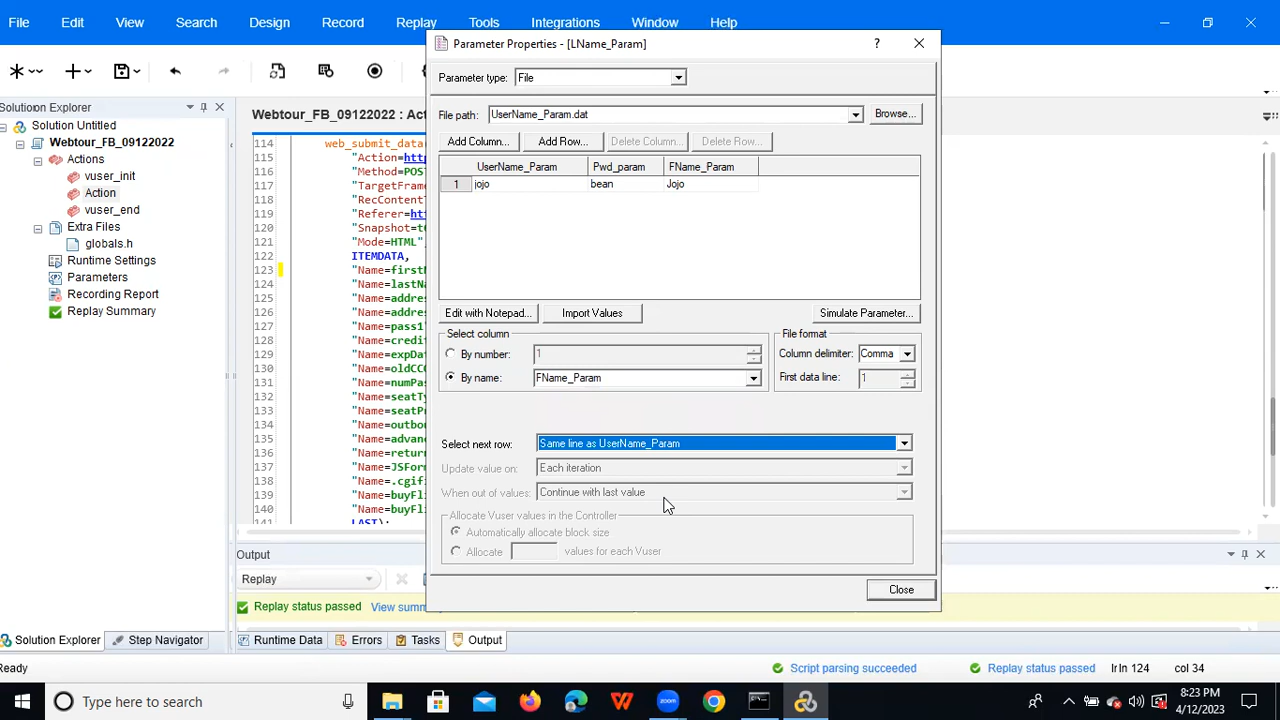 File Edit View Search Design Record Replay Tools Integrations Window Help
Parameter Properties - [LName_Param]
?
Parameter type: File
File path: UserName_Param.dat Browse...
Add Column... Add Row... Delete Column... Delete Row...
UserName_Param Pwd_param FName_Param
1 jojo bean Jojo
Edit with Notepad... Import Values Simulate Parameter...
Select column
By number: 1
By name: FName_Param
File format
Column delimiter: Comma
First data line: 1
Select next row: Same line as UserName_Param
Update value on: Each iteration
When out of values: Continue with last value
Allocate Vuser values in the Controller
Automatically allocate block size
Allocate values for each Vuser
Close
Solution Explorer
Solution Untitled
Webtour_FB_09122022
Actions
vuser_init
Action
vuser_end
Extra Files
globals.h
Runtime Settings
Parameters
Recording Report
Replay Summary
Webtour_FB_09122022 : Ac
114 web_submit_data(
115 "Action=
116 "Method=POS
117 "TargetFram
118 "RecContent
119 "Referer=
120 "Snapshot=t
121 "Mode=HTML"
122 ITEMDATA,
123 "Name=first
124 "Name=lastN
125 "Name=addre
126 "Name=addre
127 "Name=pass1
128 "Name=credi
129 "Name=expDa
130 "Name=oldCC
131 "Name=numPa
132 "Name=seatT
133 "Name=seatP
134 "Name=outbo
135 "Name=advan
136 "Name=retur
137 "Name=JSFor
138 "Name=.cgif
139 "Name=buyFl
140 "Name=buyFl
141 LAST);
Output
Replay
Replay status passed View summ
Solution Explorer Step Navigator Runtime Data Errors Tasks Output
Ready Script parsing succeeded Replay status passed lr ln 124 col 34
Type here to search
8:23 PM
4/12/2023